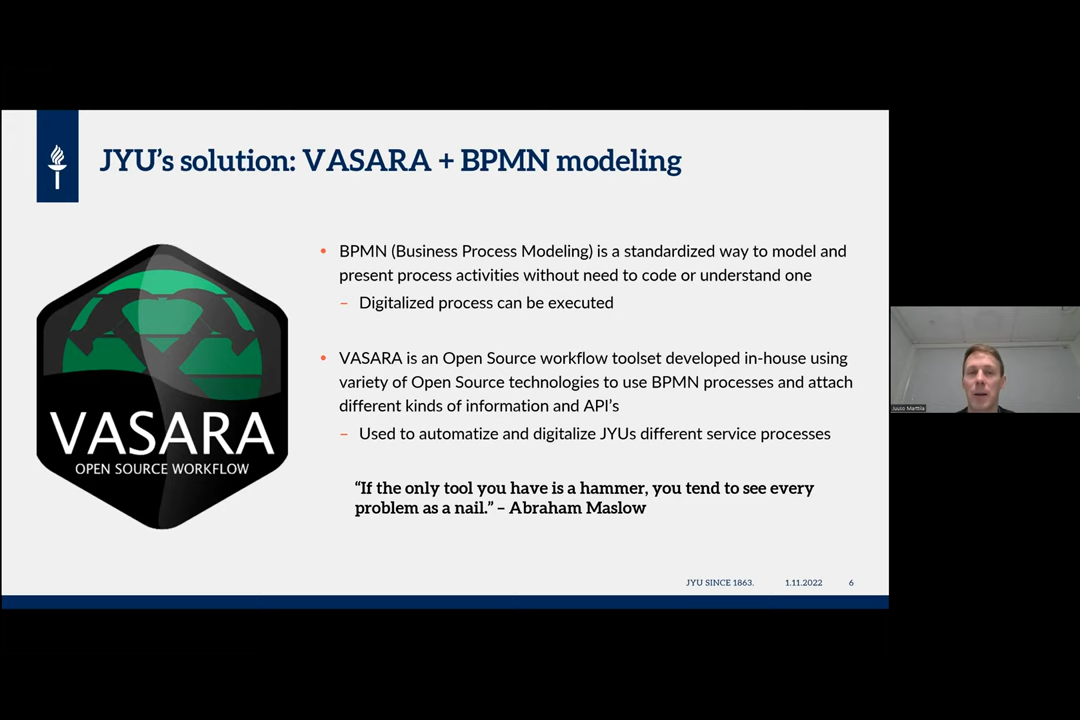 JYU’s solution: VASARA + BPMN modeling
• BPMN (Business Process Modeling) is a standardized way to model and
present process activities without need to code or understand one
– Digitalized process can be executed
• VASARA is an Open Source workflow toolset developed in-house using
variety of Open Source technologies to use BPMN processes and attach
different kinds of information and API’s
– Used to automatize and digitalize JYUs different service processes
“If the only tool you have is a hammer, you tend to see every
problem as a nail.” – Abraham Maslow
VASARA
OPEN SOURCE WORKFLOW
JYU SINCE 1863. 1.11.2022 6
Juuso Marttila